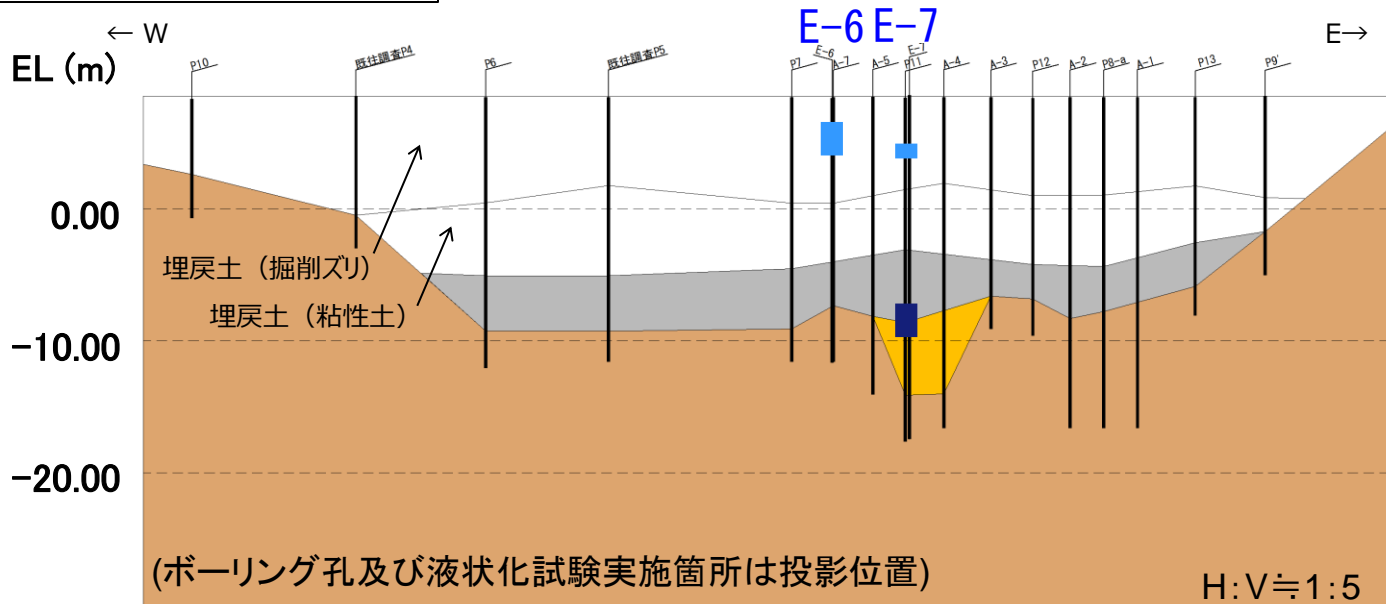 ← W
E-6 E-7
E→
EL (m)
P10
既往調査P4
P6
既往調査P5
P7
E-6
A-7
A-5
E-7
P11
A-4
A-3
P12
A-2
P8-a
A-1
P13
P9'
0.00
埋戻土（掘削ズリ）
埋戻土（粘性土）
-10.00
-20.00
(ボーリング孔及び液状化試験実施箇所は投影位置)
H:V≒1:5